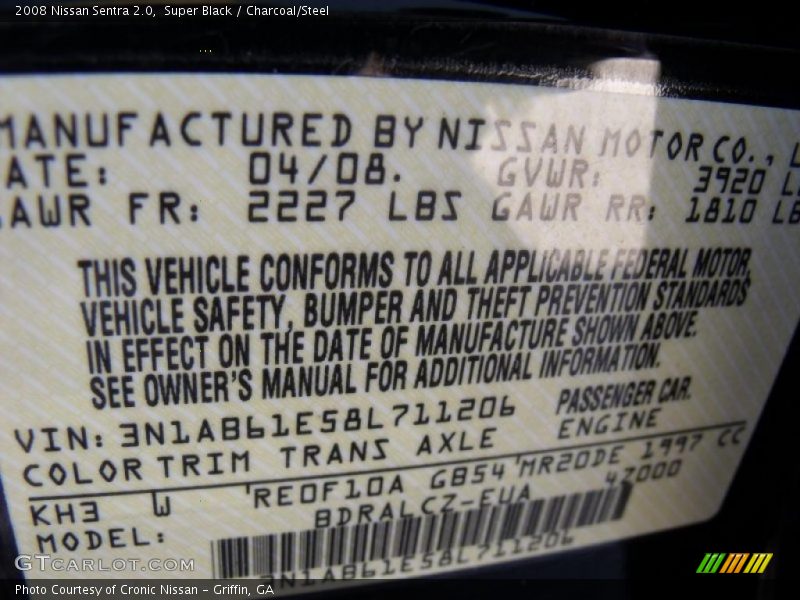 2008 Nissan Sentra 2.0, Super Black / Charcoal/Steel
MANUFACTURED BY NISSAN MOTOR CO.,
ATE: 04/08. GVWR: 3920 L
AWR FR: 2227 LBS GAWR RR: 1810 LB
THIS VEHICLE CONFORMS TO ALL APPLICABLE FEDERAL MOTOR
VEHICLE SAFETY, BUMPER AND THEFT PREVENTION STANDARDS
IN EFFECT ON THE DATE OF MANUFACTURE SHOWN ABOVE.
SEE OWNER'S MANUAL FOR ADDITIONAL INFORMATION.
VIN: 3N1AB61E58L711206 PASSENGER CAR.
COLOR TRIM TRANS AXLE ENGINE
KH3 W 'RE0F10A GB54'MR20DE 1997 CC
MODEL: BDRALCZ-EUA 47000
3N1AB61E58L711206
GTCARLOT.COM
Photo Courtesy of Cronic Nissan - Griffin, GA